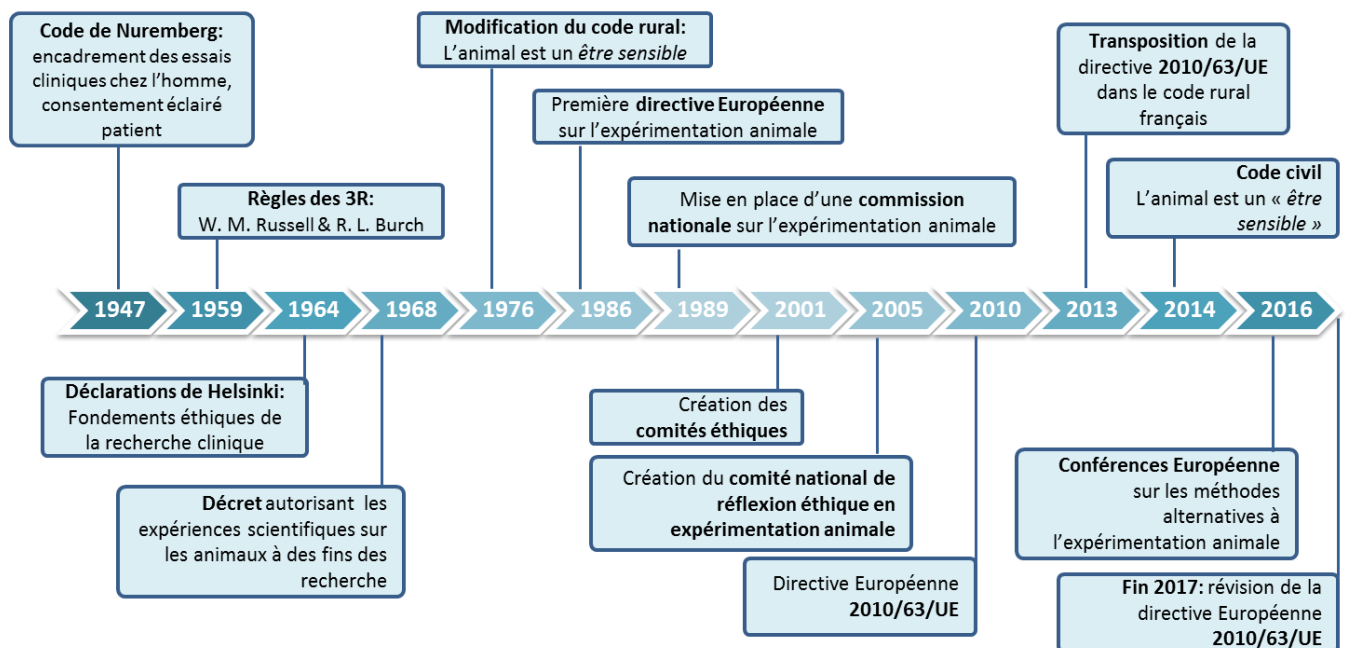 Code de Nuremberg:
encadrement des essais
cliniques chez l'homme,
consentement éclairé
patient
Modification du code rural:
L'animal est un être sensible
Transposition de la
directive 2010/63/UE
dans le code rural
français
Première directive Européenne
sur l'expérimentation animale
Code civil
L'animal est un « être
sensible »
Règles des 3R:
W. M. Russell & R. L. Burch
Mise en place d'une commission
nationale sur l'expérimentation animale
1947 1959 1964 1968 1976 1986 1989 2001 2005 2010 2013 2014 2016
Déclarations de Helsinki:
Fondements éthiques de
la recherche clinique
Création des
comités éthiques
Décret autorisant les
expériences scientifiques sur
les animaux à des fins des
recherche
Création du comité national de
réflexion éthique en
expérimentation animale
Conférences Européenne
sur les méthodes
alternatives à
l'expérimentation animale
Directive Européenne
2010/63/UE
Fin 2017: révision de la
directive Européenne
2010/63/UE